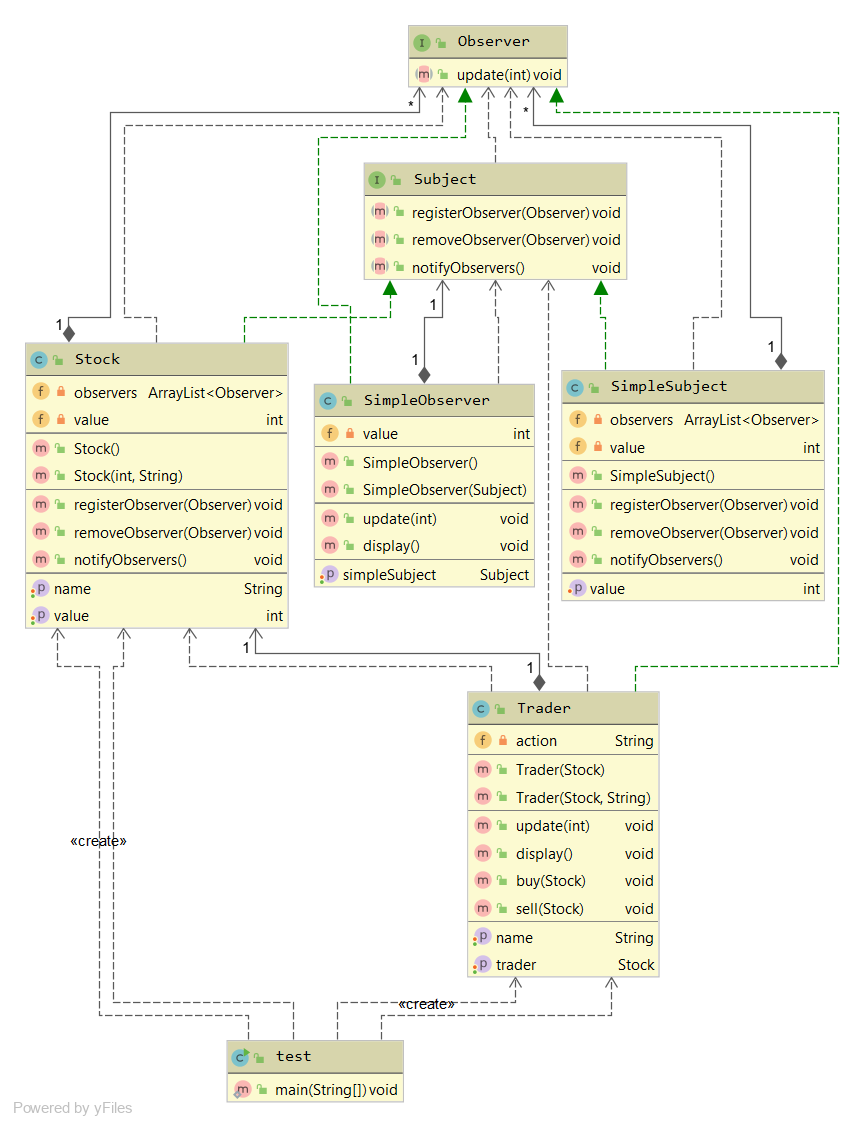 Observer
update(int) void
*
*
Subject
registerObserver(Observer) void
removeObserver(Observer) void
notifyObservers() void
1
1
1
1
Stock
observers ArrayList<Observer>
value int
Stock()
Stock(int, String)
registerObserver(Observer) void
removeObserver(Observer) void
notifyObservers() void
name String
value int
SimpleObserver
value int
SimpleObserver()
SimpleObserver(Subject)
update(int) void
display() void
simpleSubject Subject
SimpleSubject
observers ArrayList<Observer>
value int
SimpleSubject()
registerObserver(Observer) void
removeObserver(Observer) void
notifyObservers() void
value int
1
1
Trader
action String
Trader(Stock)
Trader(Stock, String)
update(int) void
display() void
buy(Stock) void
sell(Stock) void
name String
trader Stock
«create»
«create»
test
main(String[]) void
Powered by yFiles